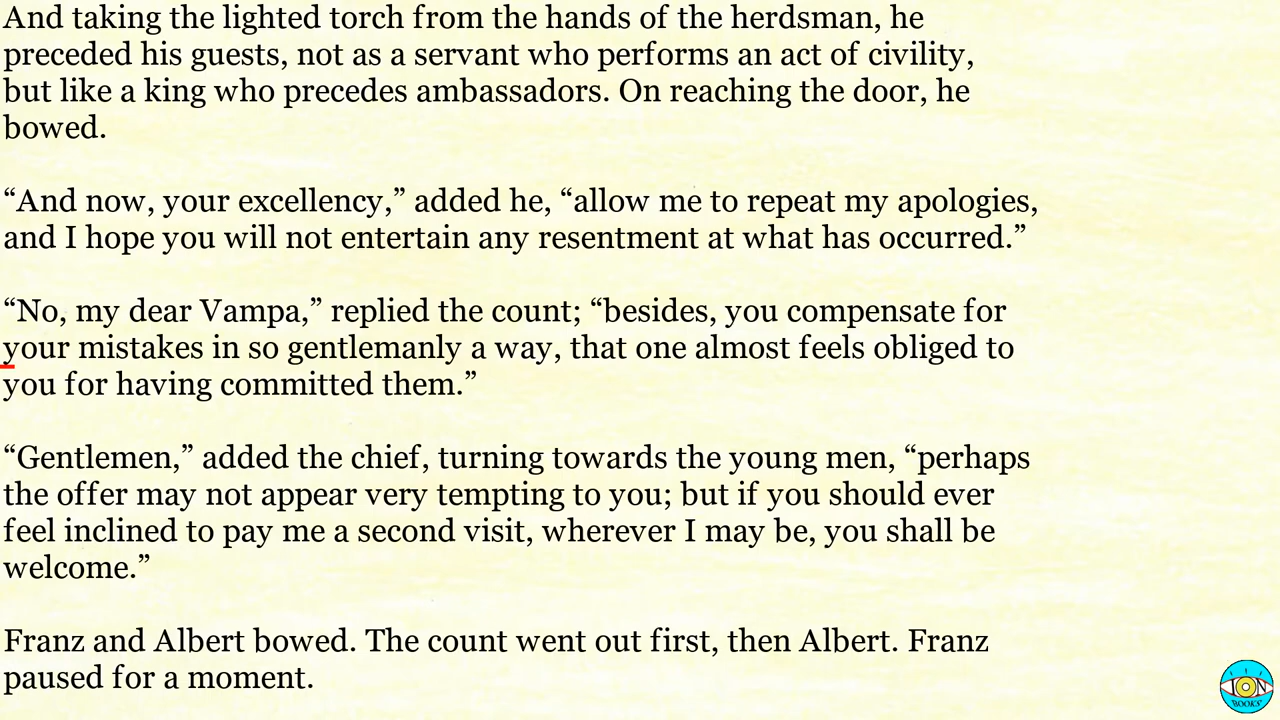 And taking the lighted torch from the hands of the herdsman, he
preceded his guests, not as a servant who performs an act of civility,
but like a king who precedes ambassadors. On reaching the door, he
bowed.
“And now, your excellency,” added he, “allow me to repeat my apologies,
and I hope you will not entertain any resentment at what has occurred.”
“No, my dear Vampa,” replied the count; “besides, you compensate for
your mistakes in so gentlemanly a way, that one almost feels obliged to
you for having committed them.”
“Gentlemen,” added the chief, turning towards the young men, “perhaps
the offer may not appear very tempting to you; but if you should ever
feel inclined to pay me a second visit, wherever I may be, you shall be
welcome.”
Franz and Albert bowed. The count went out first, then Albert. Franz
paused for a moment.
ION
BOOKS